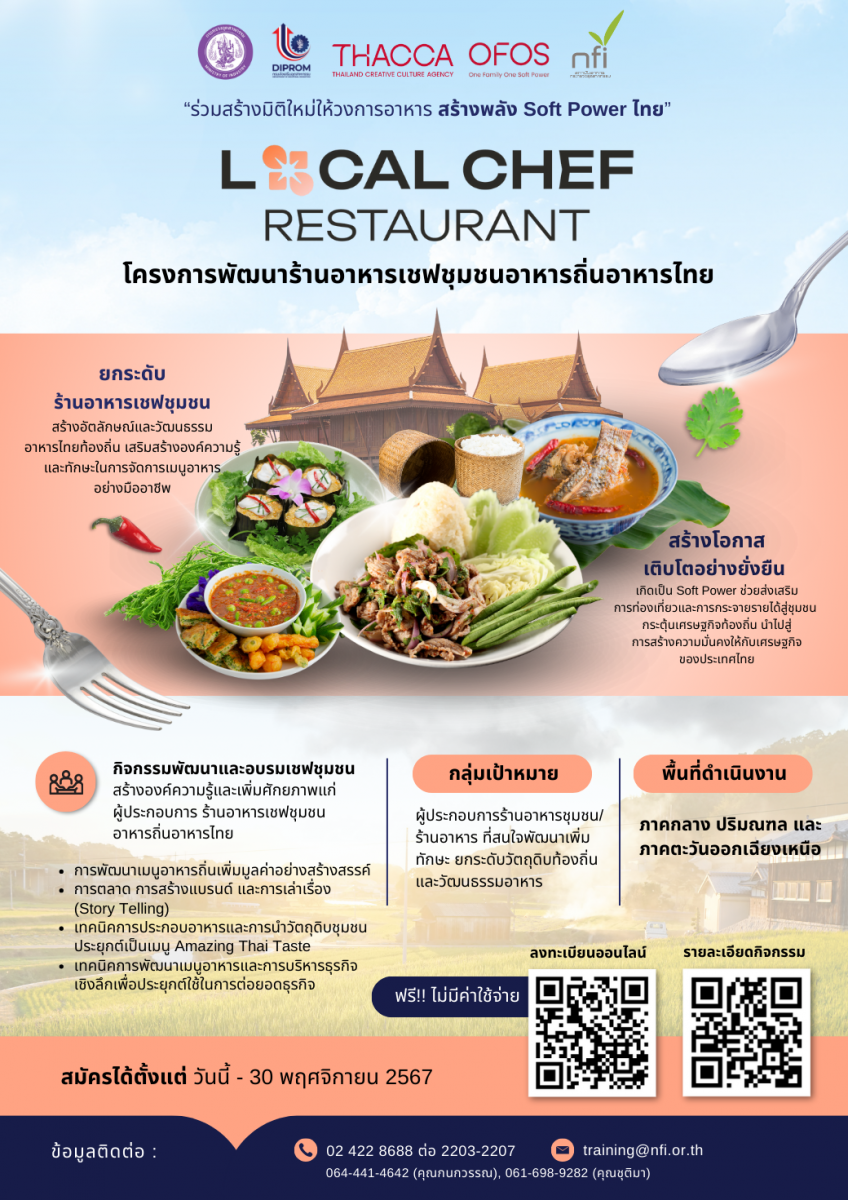 DIPROM
THACCA
THAILAND CREATIVE CULTURE AGENCY
OFOS
One Family One Soft Power
nfi
“ร่วมสร้างมิติใหม่ให้วงการอาหาร สร้างพลัง Soft Power ไทย”
LOCAL CHEF
RESTAURANT
โครงการพัฒนาร้านอาหารเชฟชุมชนอาหารถิ่นอาหารไทย
ยกระดับ
ร้านอาหารเชฟชุมชน
สร้างอัตลักษณ์และวัฒนธรรม
อาหารไทยท้องถิ่น เสริมสร้างองค์ความรู้
และทักษะในการจัดการเมนูอาหาร
อย่างมืออาชีพ
สร้างโอกาส
เติบโตอย่างยั่งยืน
เกิดเป็น Soft Power ช่วยส่งเสริม
การท่องเที่ยวและการกระจายรายได้สู่ชุมชน
กระตุ้นเศรษฐกิจท้องถิ่น นำไปสู่
การสร้างความมั่นคงให้กับเศรษฐกิจ
ของประเทศไทย
กิจกรรมพัฒนาและอบรมเชฟชุมชน
สร้างองค์ความรู้และเพิ่มศักยภาพแก่
ผู้ประกอบการ ร้านอาหารเชฟชุมชน
อาหารถิ่นอาหารไทย
• การพัฒนาเมนูอาหารถิ่นเพิ่มมูลค่าอย่างสร้างสรรค์
• การตลาด การสร้างแบรนด์ และการเล่าเรื่อง
(Story Telling)
• เทคนิคการประกอบอาหารและการนำวัตถุดิบชุมชน
ประยุกต์เป็นเมนู Amazing Thai Taste
• เทคนิคการพัฒนาเมนูอาหารและการบริหารธุรกิจ
เชิงลึกเพื่อประยุกต์ใช้ในการต่อยอดธุรกิจ
กลุ่มเป้าหมาย
ผู้ประกอบการร้านอาหารชุมชน/
ร้านอาหาร ที่สนใจพัฒนาเพิ่ม
ทักษะ ยกระดับวัตถุดิบท้องถิ่น
และวัฒนธรรมอาหาร
พื้นที่ดำเนินงาน
ภาคกลาง ปริมณฑล และ
ภาคตะวันออกเฉียงเหนือ
ลงทะเบียนออนไลน์
รายละเอียดกิจกรรม
ฟรี!! ไม่มีค่าใช้จ่าย
สมัครได้ตั้งแต่ วันนี้ - 30 พฤศจิกายน 2567
ข้อมูลติดต่อ :
02 422 8688 ต่อ 2203-2207
training@nfi.or.th
064-441-4642 (คุณกนกวรรณ), 061-698-9282 (คุณชุติมา)